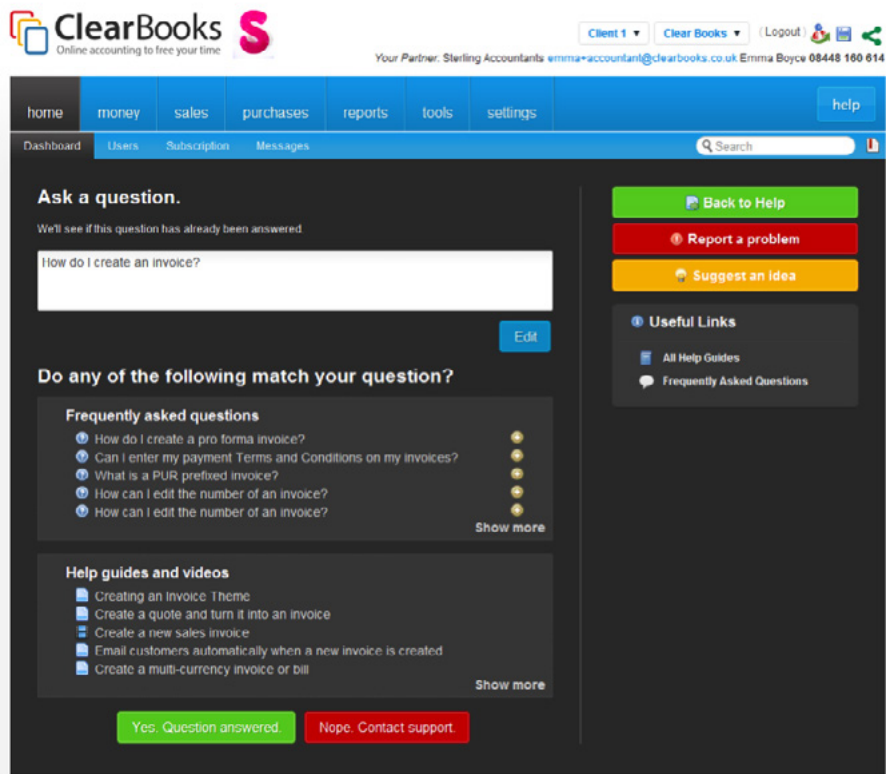 ClearBooks
Online accounting to free your time
S
Client 1 ▼ Clear Books ▼ (Logout)
Your Partner: Sterling Accountants emma+accountant@clearbooks.co.uk Emma Boyce 08448 160 614
home money sales purchases reports tools settings help
Dashboard Users Subscription Messages Search
Ask a question.
We'll see if this question has already been answered.
How do I create an invoice?
Edit
Do any of the following match your question?
Frequently asked questions
How do I create a pro forma invoice?
Can I enter my payment Terms and Conditions on my invoices?
What is a PUR prefixed invoice?
How can I edit the number of an invoice?
How can I edit the number of an invoice?
Show more
Help guides and videos
Creating an Invoice Theme
Create a quote and turn it into an invoice
Create a new sales invoice
Email customers automatically when a new invoice is created
Create a multi-currency invoice or bill
Show more
Yes. Question answered. Nope. Contact support.
Back to Help
Report a problem
Suggest an idea
Useful Links
All Help Guides
Frequently Asked Questions